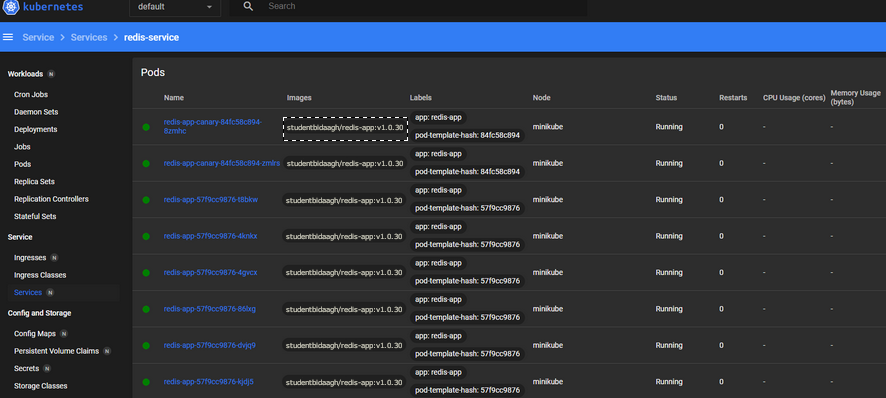 kubernetes
default
Search
Service
Services
redis-service
Workloads N
Cron Jobs
Daemon Sets
Deployments
Jobs
Pods
Replica Sets
Replication Controllers
Stateful Sets
Service
Ingresses N
Ingress Classes
Services N
Config and Storage
Config Maps N
Persistent Volume Claims N
Secrets N
Storage Classes
Pods
Name Images Labels Node Status Restarts CPU Usage (cores) Memory Usage (bytes)
redis-app-canary-84fc58c894-
8zmhc
studentbidaagh/redis-app:v1.0.30
app: redis-app
pod-template-hash: 84fc58c894
minikube Running 0 - -
redis-app-canary-84fc58c894-zmlrs
studentbidaagh/redis-app:v1.0.30
app: redis-app
pod-template-hash: 84fc58c894
minikube Running 0 - -
redis-app-57f9cc9876-t8bkw
studentbidaagh/redis-app:v1.0.30
app: redis-app
pod-template-hash: 57f9cc9876
minikube Running 0 - -
redis-app-57f9cc9876-4knkx
studentbidaagh/redis-app:v1.0.30
app: redis-app
pod-template-hash: 57f9cc9876
minikube Running 0 - -
redis-app-57f9cc9876-4gvcx
studentbidaagh/redis-app:v1.0.30
app: redis-app
pod-template-hash: 57f9cc9876
minikube Running 0 - -
redis-app-57f9cc9876-86lxg
studentbidaagh/redis-app:v1.0.30
app: redis-app
pod-template-hash: 57f9cc9876
minikube Running 0 - -
redis-app-57f9cc9876-dvjq9
studentbidaagh/redis-app:v1.0.30
app: redis-app
pod-template-hash: 57f9cc9876
minikube Running 0 - -
redis-app-57f9cc9876-kjdj5
studentbidaagh/redis-app:v1.0.30
app: redis-app
pod-template-hash: 57f9cc9876
minikube Running 0 - -